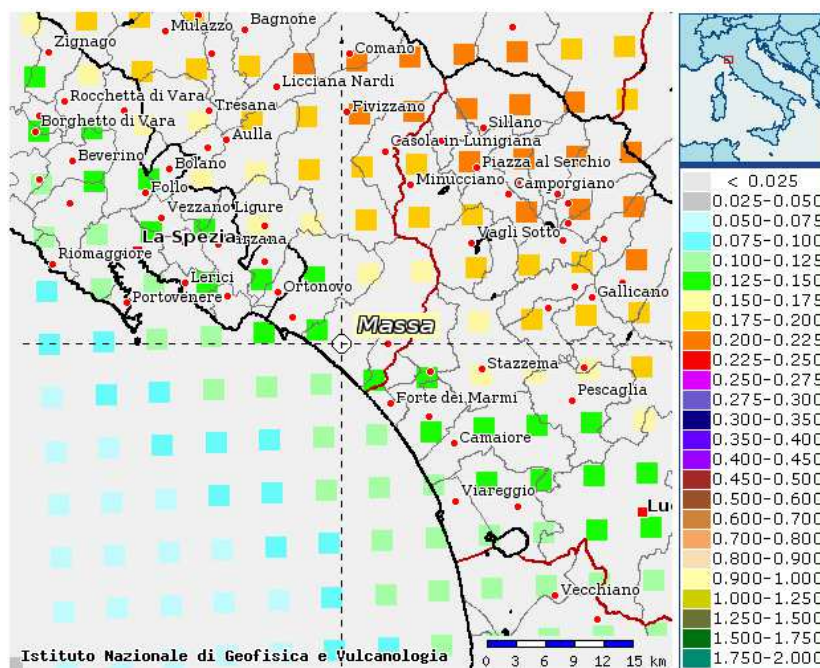 Mulazzo
Bagnone
Zignago
Comano
Licciana Nardi
Rocchetta di Vara
Tresana
Fivizzano
Borghetto di Vara
Aulla
Sillano
Casola in Lunigiana
Beverino
Bolano
Piazza al Serchio
Follo
Minucciano
Camporgiano
Vezzano Ligure
La Spezia
rzana
Vagli Sotto
Riomaggiore
Lerici
Ortonovo
Gallicano
Portovenere
Massa
Stazzema
Pescaglia
Forte dei Marmi
Camaiore
Viareggio
Luc
Vecchiano
Istituto Nazionale di Geofisica e Vulcanologia
0 3 6 9 12 15 km
< 0.025
0.025-0.050
0.050-0.075
0.075-0.100
0.100-0.125
0.125-0.150
0.150-0.175
0.175-0.200
0.200-0.225
0.225-0.250
0.250-0.275
0.275-0.300
0.300-0.350
0.350-0.400
0.400-0.450
0.450-0.500
0.500-0.600
0.600-0.700
0.700-0.800
0.800-0.900
0.900-1.000
1.000-1.250
1.250-1.500
1.500-1.750
1.750-2.000